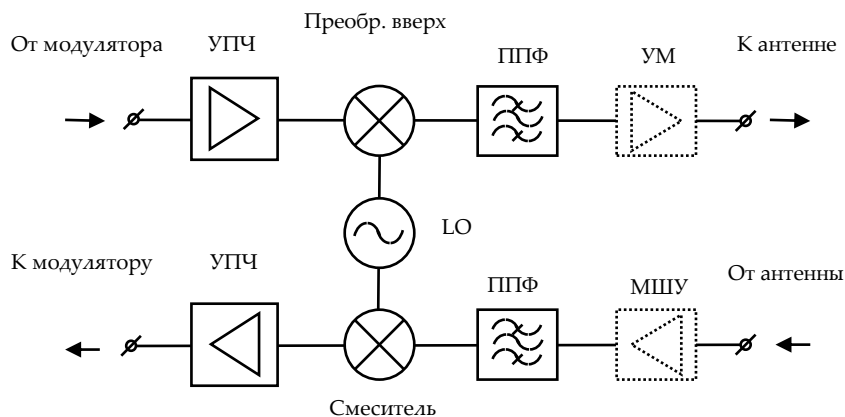 Преобр. вверх
От модулятора
УПЧ
ППФ
УМ
К антенне
LO
К модулятору
УПЧ
ППФ
МШУ
От антенны
Смеситель